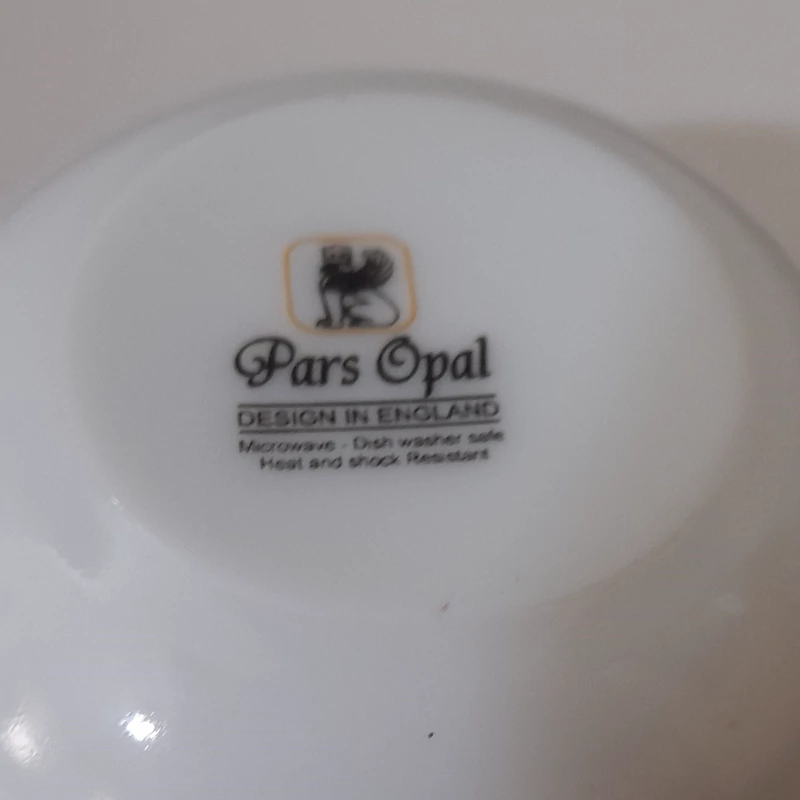 Pars Opal
DESIGN IN ENGLAND
Microwave - Dish washer safe
Heat and shock Resistant